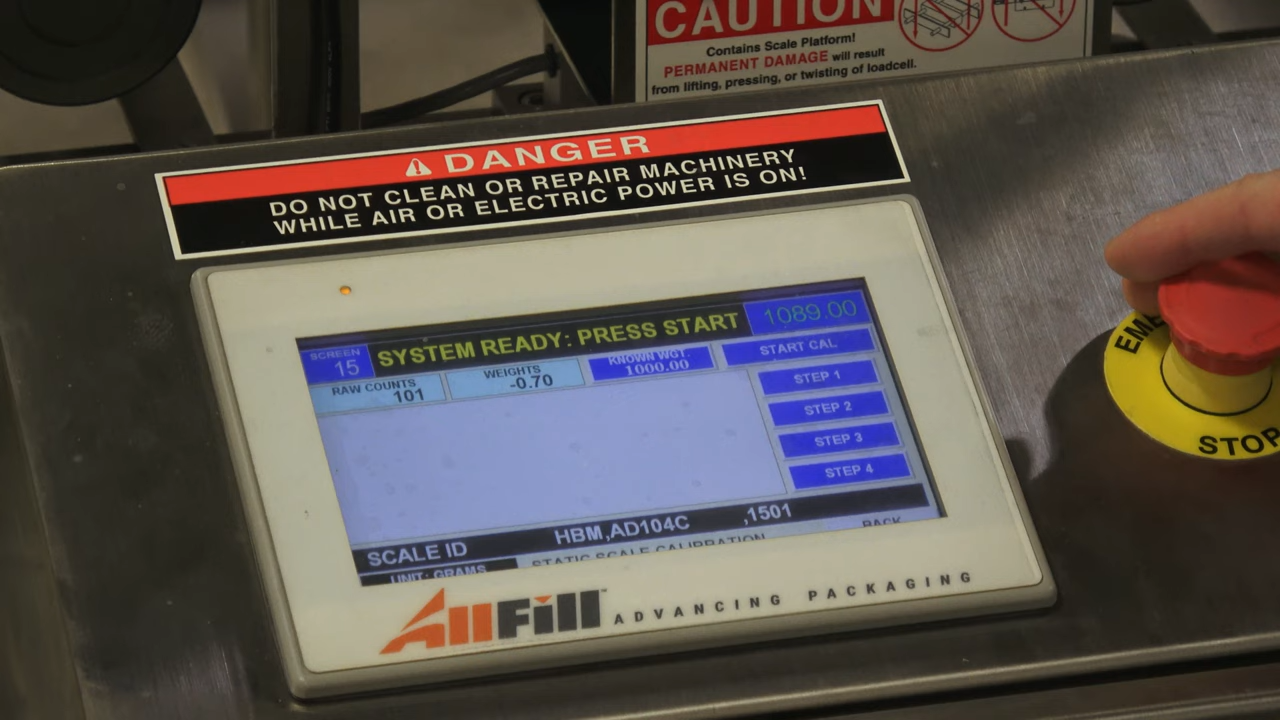 CAUTION
Contains Scale Platform!
PERMANENT DAMAGE will result
from lifting, pressing, or twisting of loadcell.
DANGER
DO NOT CLEAN OR REPAIR MACHINERY
WHILE AIR OR ELECTRIC POWER IS ON!
SCREEN
15
SYSTEM READY: PRESS START
1089.00
RAW COUNTS
101
WEIGHTS
-0.70
KNOWN WGT.
1000.00
START CAL
STEP 1
STEP 2
STEP 3
STEP 4
SCALE ID HBM,AD104C ,1501
UNIT: GRAMS
STATIC SCALE CALIBRATION
BACK
AllFill™ ADVANCING PACKAGING
EME
STOP